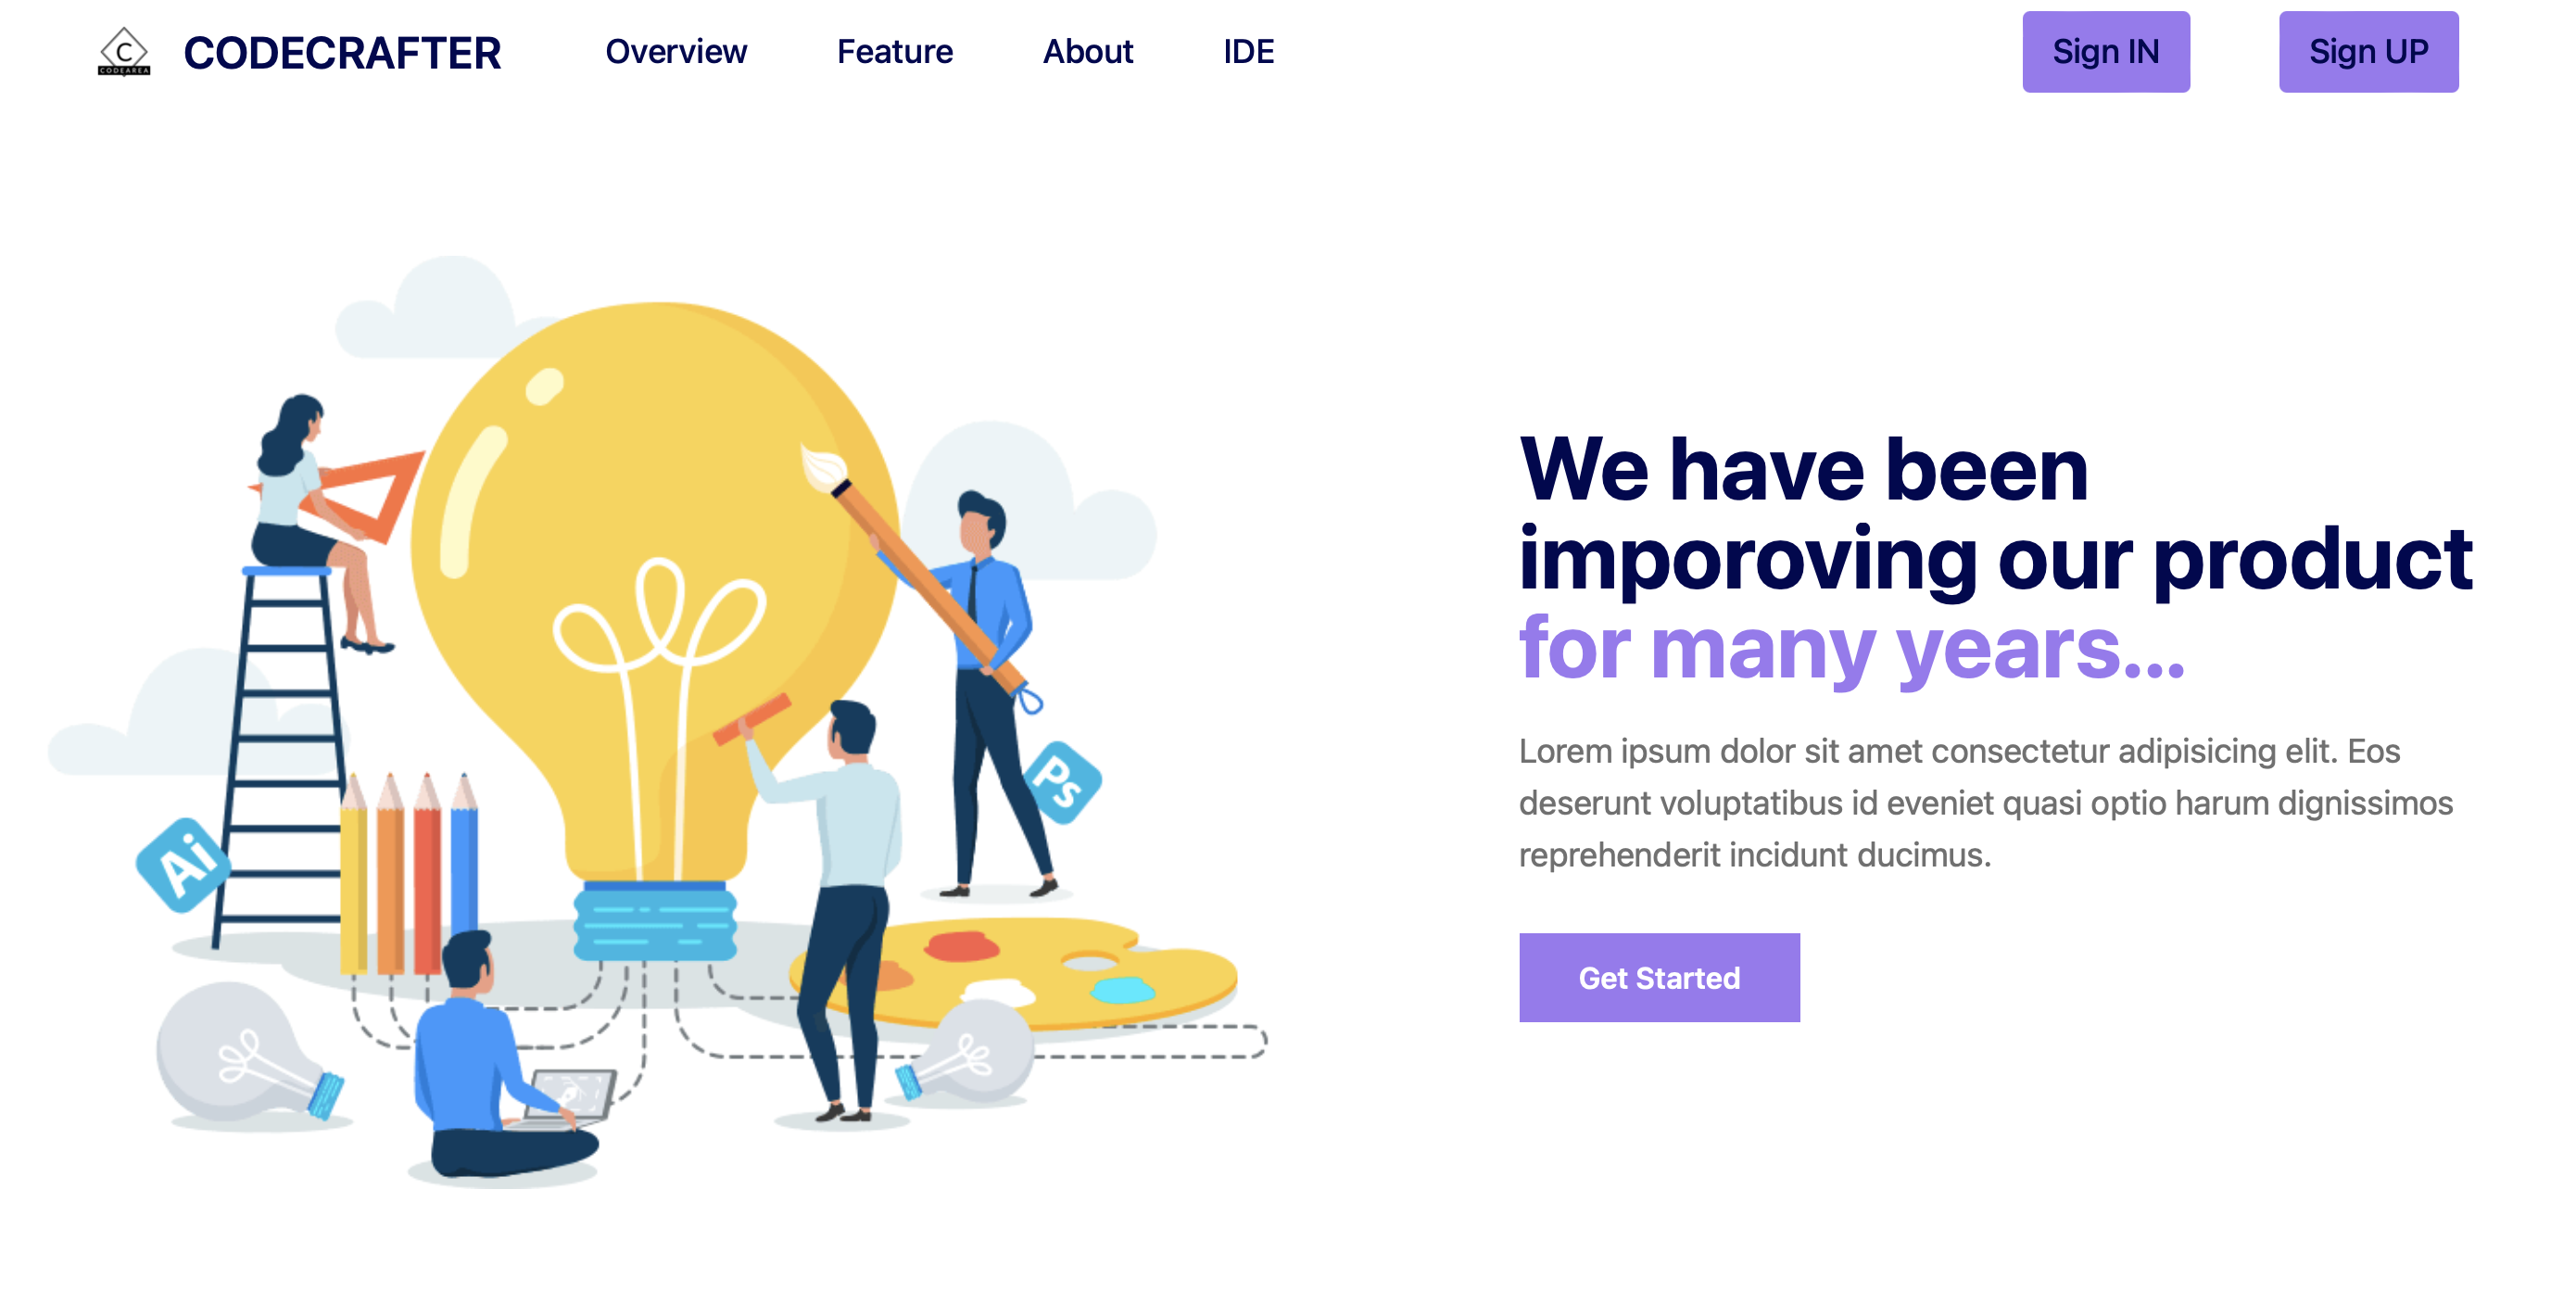 C
CODEAREA
CODECRAFTER
Overview
Feature
About
IDE
Sign IN
Sign UP
We have been
imporoving our product
for many years...
Lorem ipsum dolor sit amet consectetur adipisicing elit. Eos
deserunt voluptatibus id eveniet quasi optio harum dignissimos
reprehenderit incidunt ducimus.
Get Started
Ps
Ai